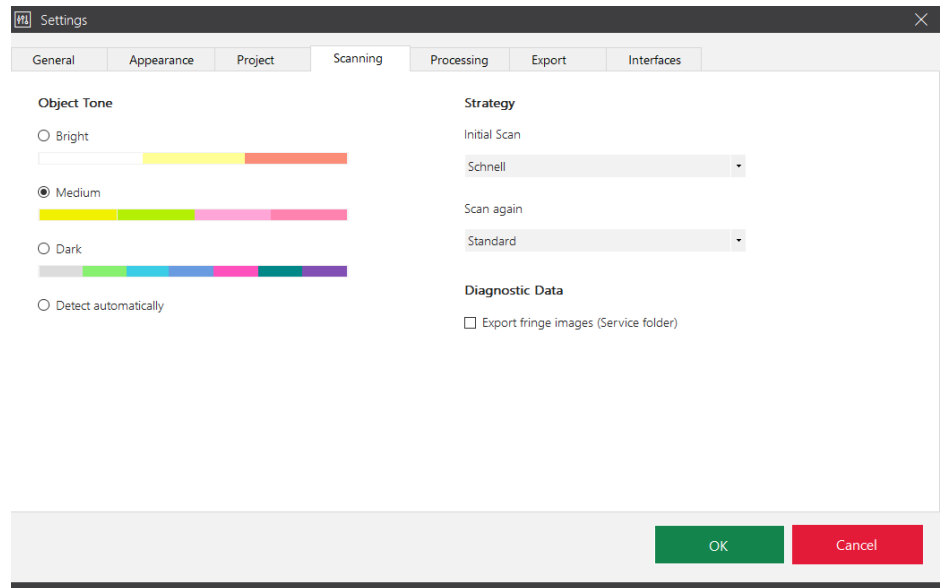 Settings
General Appearance Project Scanning Processing Export Interfaces
Object Tone
Bright
Medium
Dark
Detect automatically
Strategy
Initial Scan
Schnell
Scan again
Standard
Diagnostic Data
Export fringe images (Service folder)
OK Cancel